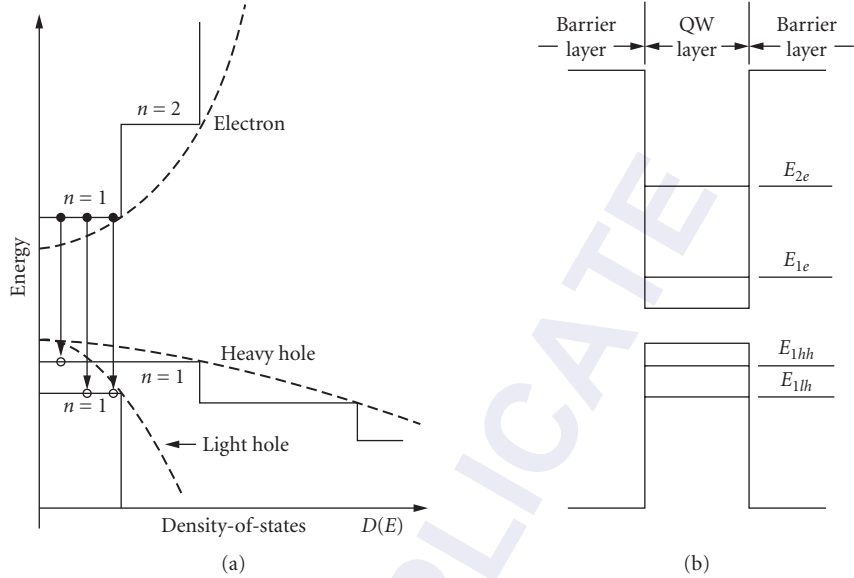 n = 2
Electron
n = 1
Energy
Heavy hole
n = 1
n = 1
Light hole
Density-of-states
D(E)
(a)
Barrier
layer
QW
layer
Barrier
layer
E2e
E1e
E1hh
E1lh
(b)
PLICATE